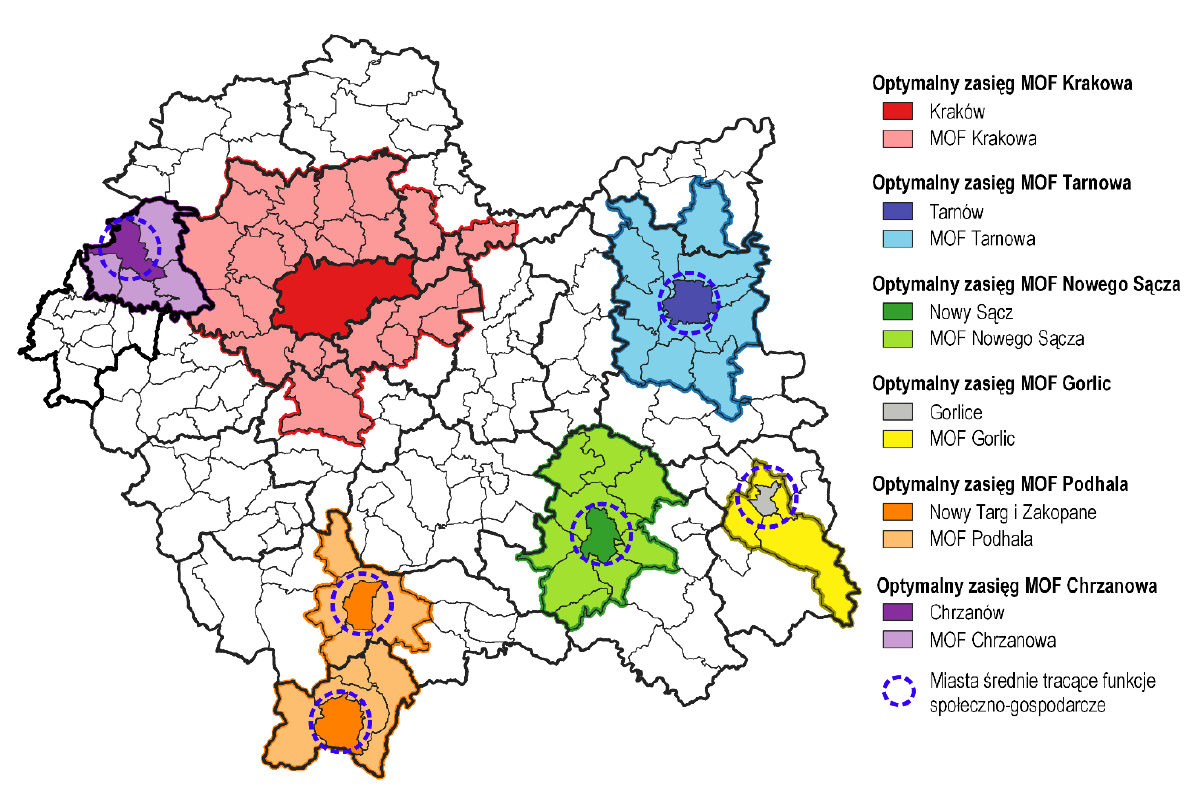 Optymalny zasięg MOF Krakowa
Kraków
MOF Krakowa
Optymalny zasięg MOF Tarnowa
Tarnów
MOF Tarnowa
Optymalny zasięg MOF Nowego Sącza
Nowy Sącz
MOF Nowego Sącza
Optymalny zasięg MOF Gorlic
Gorlice
MOF Gorlic
Optymalny zasięg MOF Podhala
Nowy Targ i Zakopane
MOF Podhala
Optymalny zasięg MOF Chrzanowa
Chrzanów
MOF Chrzanowa
Miasta średnie tracące funkcje
społeczno-gospodarcze